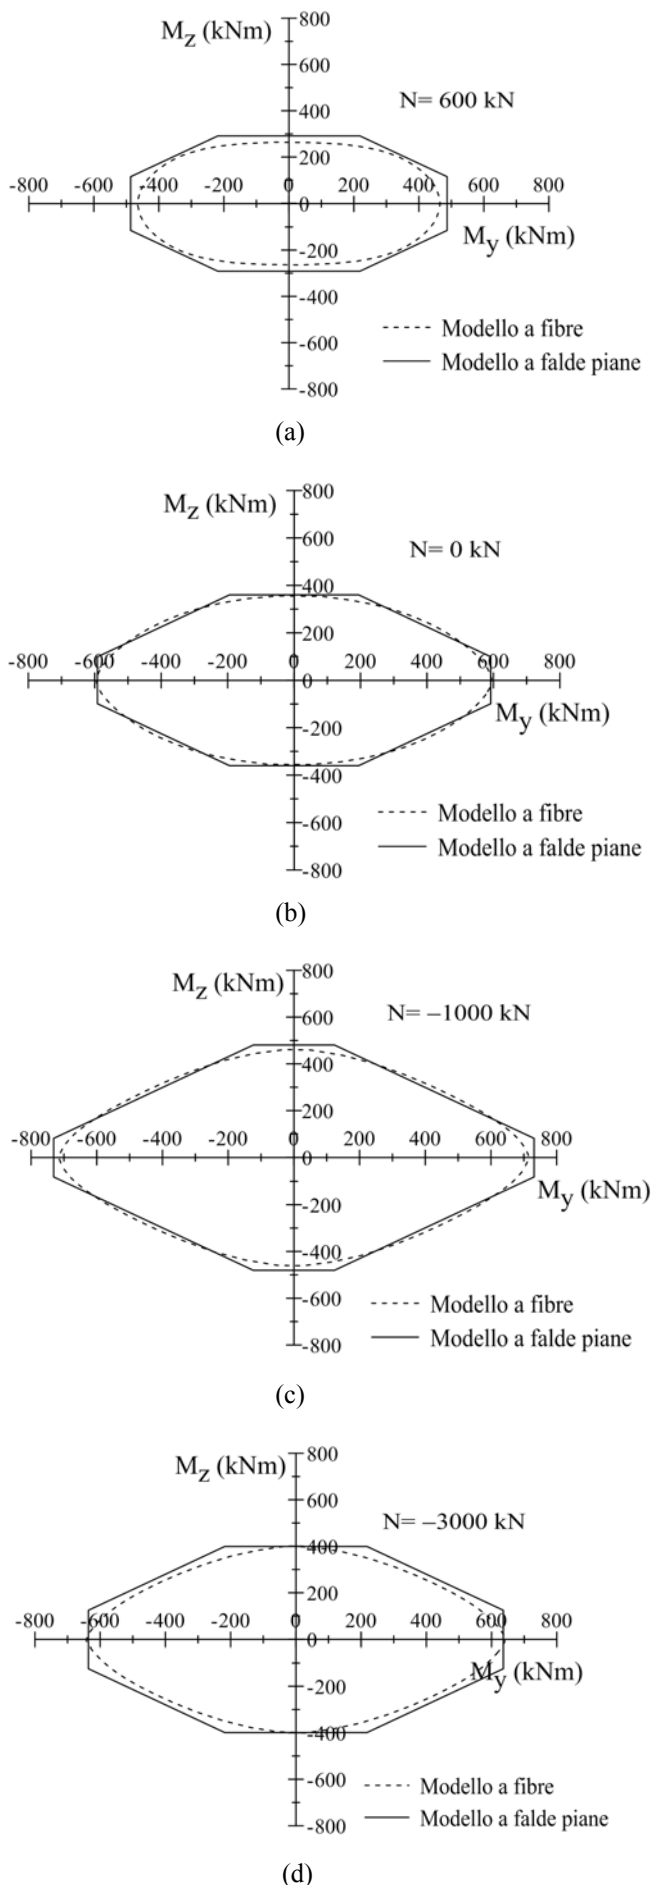 800
M_z (kNm)
600
N= 600 kN
400
200
-800 -600 -400 -200 0 200 400 600 800
0
M_y (kNm)
-200
-400
-600
-800
Modello a fibre
Modello a falde piane
(a)
800
M_z (kNm)
600
N= 0 kN
400
200
-800 -600 -400 -200 0 200 400 600 800
0
M_y (kNm)
-200
-400
-600
-800
Modello a fibre
Modello a falde piane
(b)
800
M_z (kNm)
600
N= –1000 kN
400
200
-800 -600 -400 -200 0 200 400 600 800
0
M_y (kNm)
-200
-400
-600
-800
Modello a fibre
Modello a falde piane
(c)
800
M_z (kNm)
600
N= –3000 kN
400
200
-800 -600 -400 -200 0 200 400 600 800
0
M_y (kNm)
-200
-400
-600
-800
Modello a fibre
Modello a falde piane
(d)